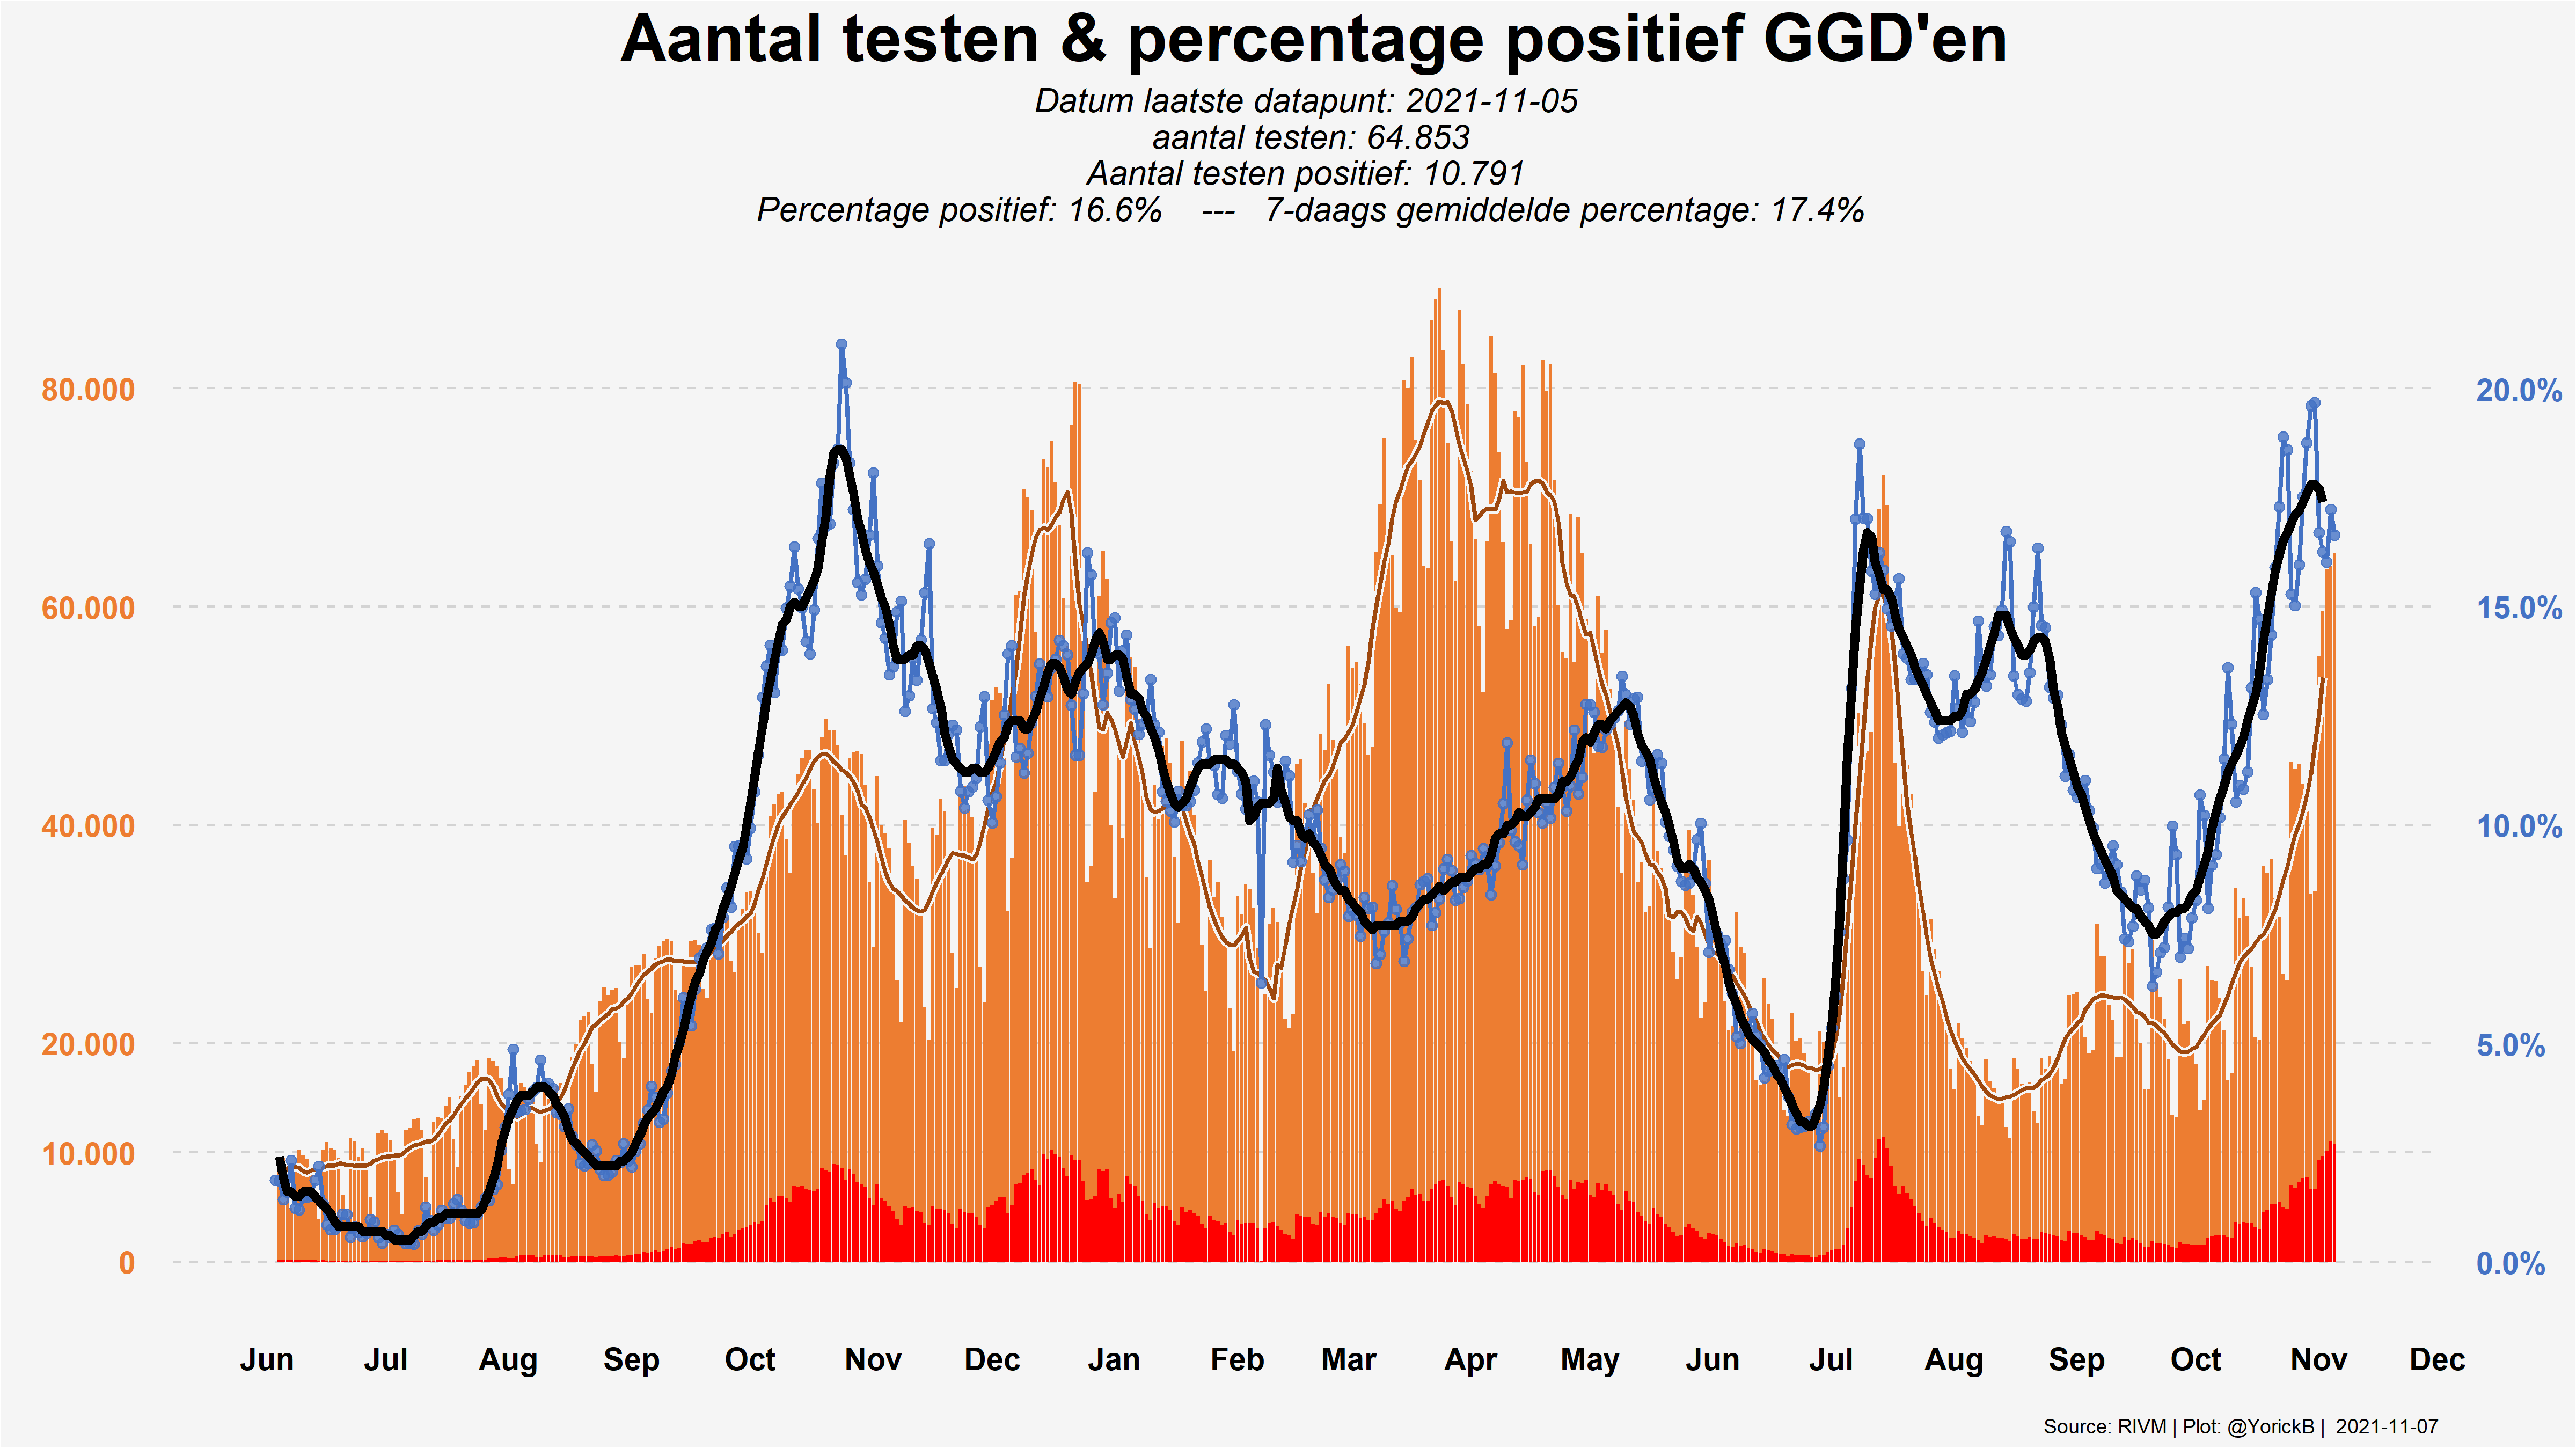 Aantal testen & percentage positief GGD'en
Datum laatste datapunt: 2021-11-05
aantal testen: 64.853
Aantal testen positief: 10.791
Percentage positief: 16.6%    ---   7-daags gemiddelde percentage: 17.4%
80.000
20.0%
60.000
15.0%
40.000
10.0%
20.000
5.0%
10.000
0
0.0%
Jun Jul Aug Sep Oct Nov Dec Jan Feb Mar Apr May Jun Jul Aug Sep Oct Nov Dec
Source: RIVM | Plot: @YorickB |  2021-11-07